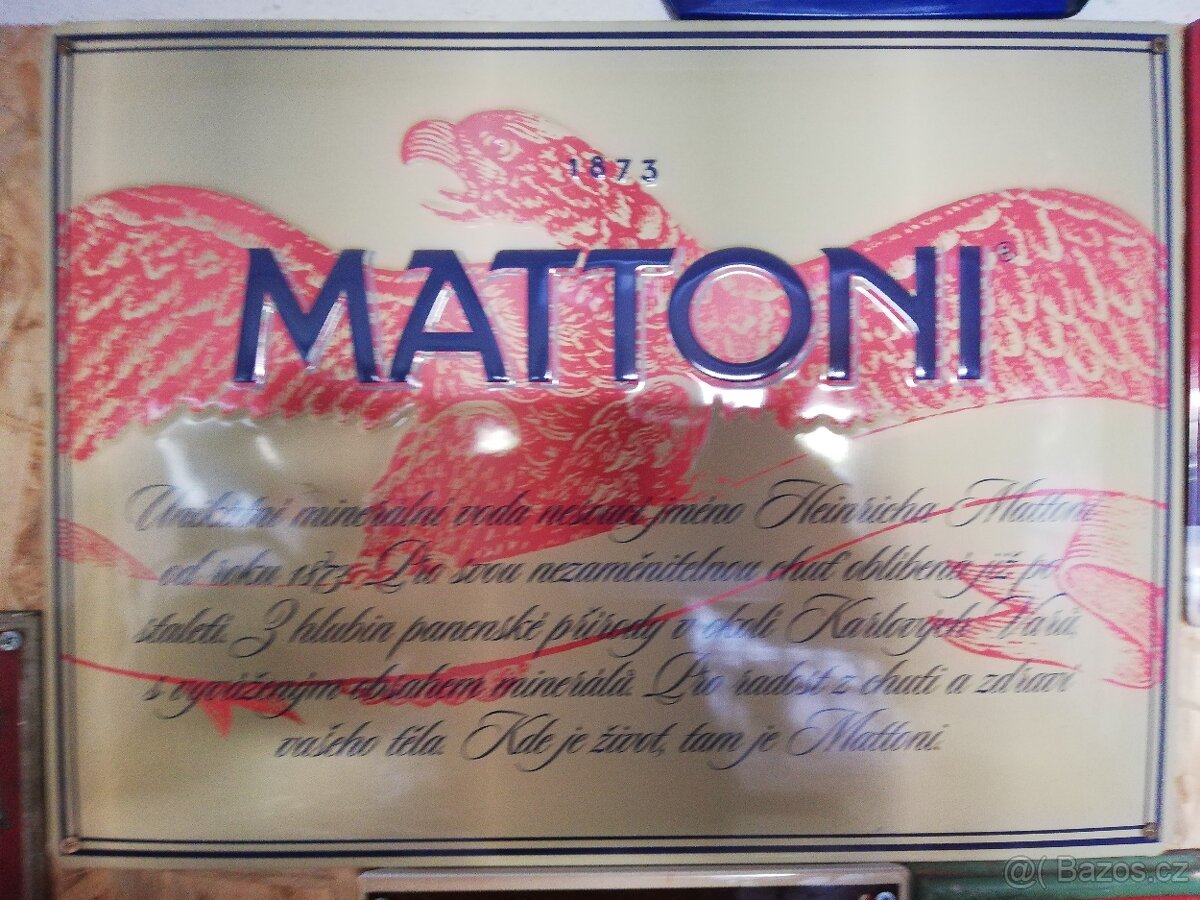 1873
MATTONI®
Unikátní minerální voda nesoucí jméno Heinricha Mattoni
od roku 1873. Pro svou nezaměnitelnou chuť oblíbená již po
staletí. Z hlubin panenské přírody v okolí Karlových Varů,
s vyváženým obsahem minerálů. Pro radost z chuti a zdraví
vašeho těla. Kde je život, tam je Mattoni.
@( Bazos.cz